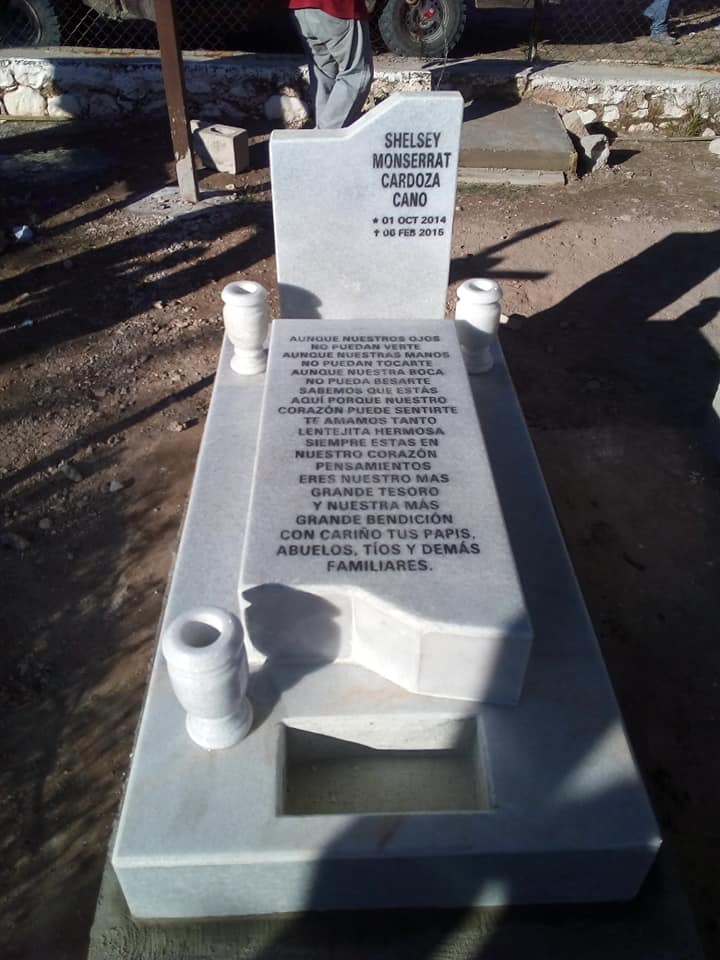 SHELSEY
MONSERRAT
CARDOZA
CANO
★ 01 OCT 2014
✝ 06 FEB 2015
AUNQUE NUESTROS OJOS
NO PUEDAN VERTE
AUNQUE NUESTRAS MANOS
NO PUEDAN TOCARTE
AUNQUE NUESTRA BOCA
NO PUEDA BESARTE
SABEMOS QUE ESTÁS
AQUÍ PORQUE NUESTRO
CORAZÓN PUEDE SENTIRTE
TE AMAMOS TANTO
LENTEJITA HERMOSA
SIEMPRE ESTAS EN
NUESTRO CORAZÓN
PENSAMIENTOS
ERES NUESTRO MAS
GRANDE TESORO
Y NUESTRA MÁS
GRANDE BENDICIÓN
CON CARIÑO TUS PAPIS,
ABUELOS, TÍOS Y DEMÁS
FAMILIARES.